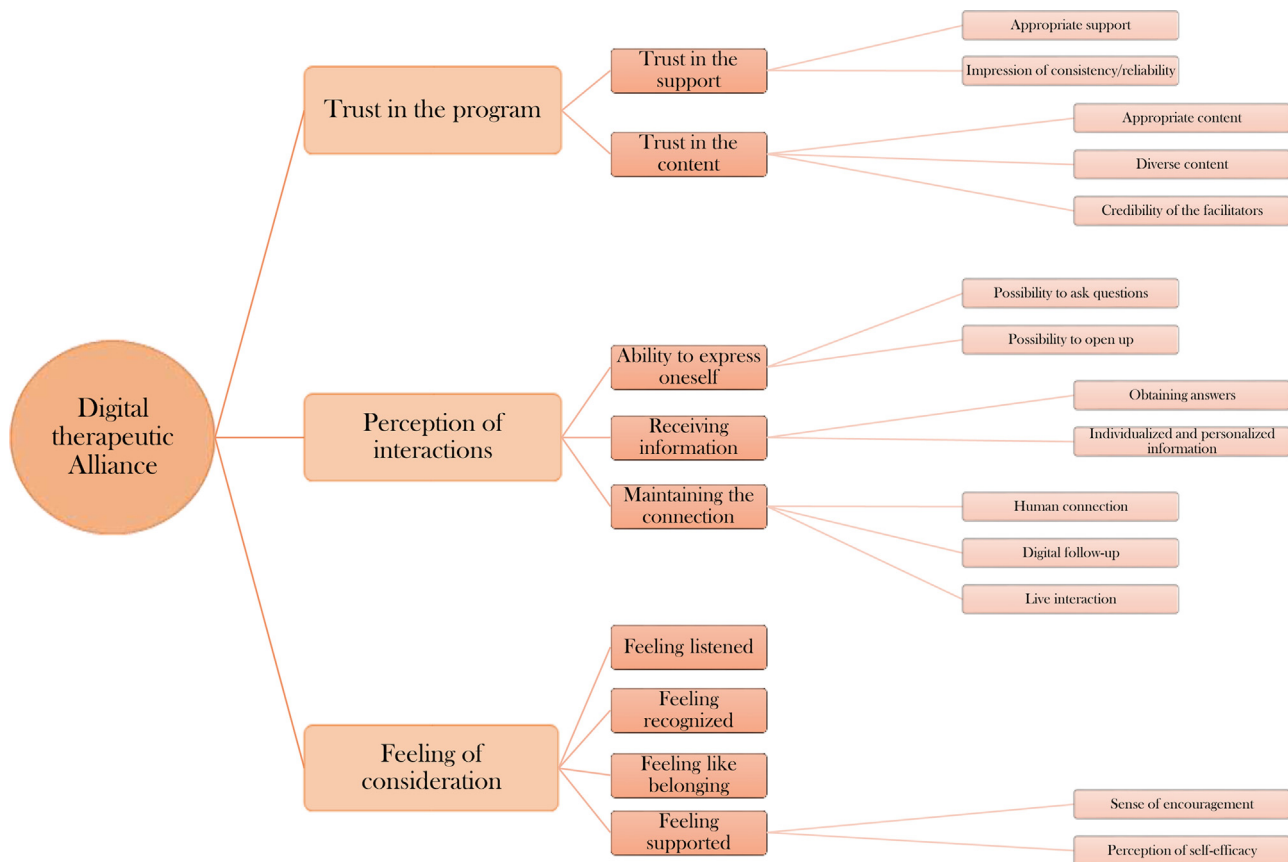 Digital
therapeutic
Alliance
Trust in the program
Trust in the
support
Appropriate support
Impression of consistency/reliability
Trust in the
content
Appropriate content
Diverse content
Credibility of the facilitators
Perception of
interactions
Ability to express
oneself
Possibility to ask questions
Possibility to open up
Receiving
information
Obtaining answers
Individualized and personalized
information
Maintaining the
connection
Human connection
Digital follow-up
Live interaction
Feeling of
consideration
Feeling listened
Feeling
recognized
Feeling like
belonging
Feeling
supported
Sense of encouragement
Perception of self-efficacy